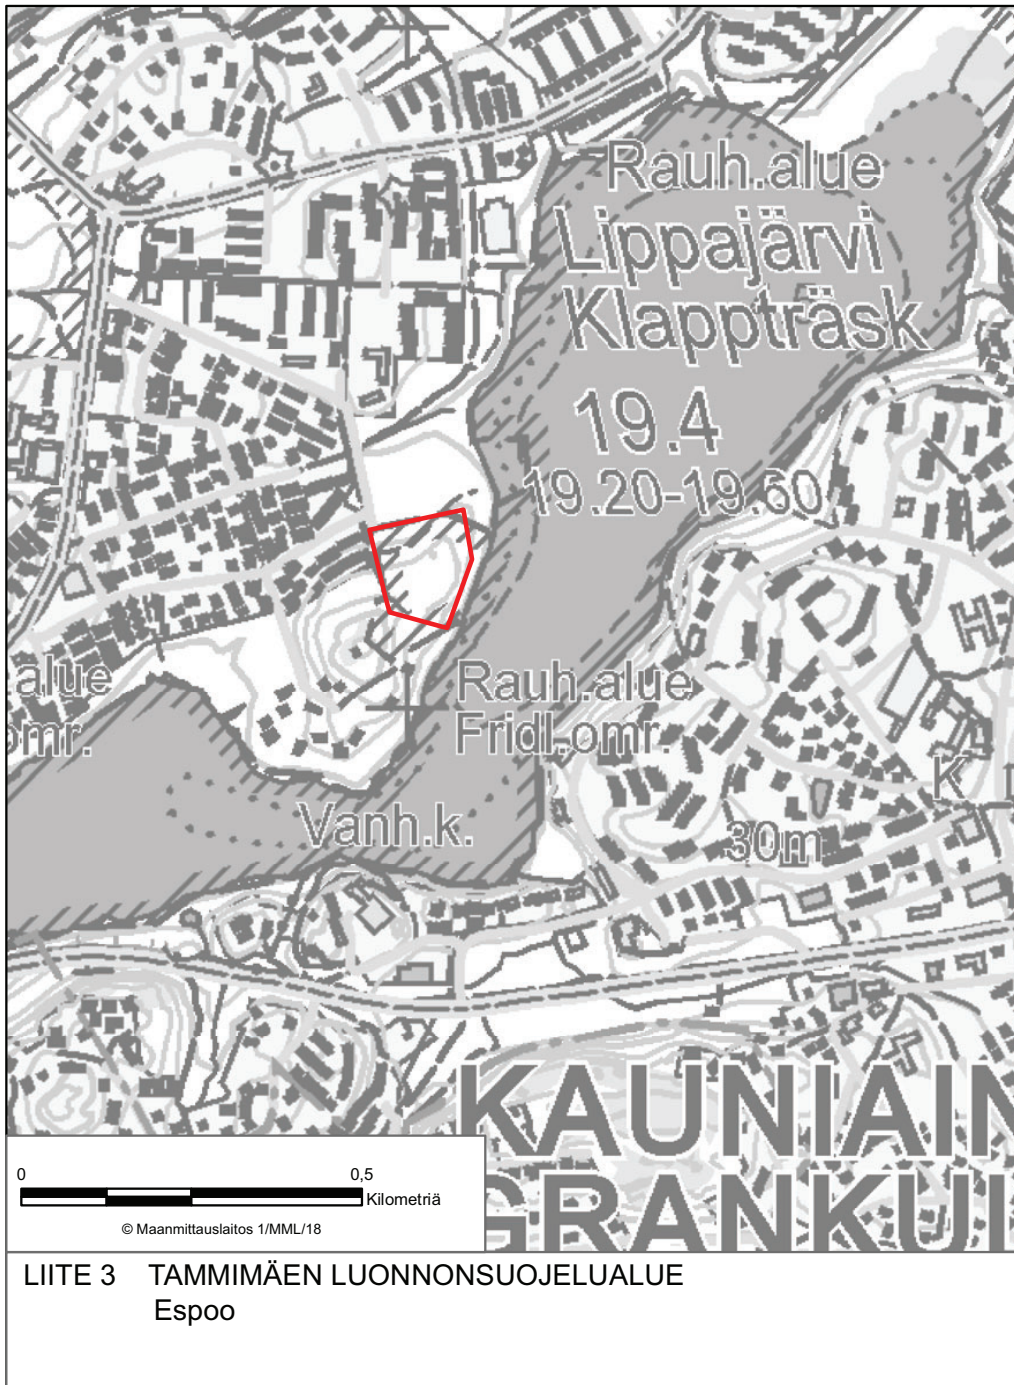 Rauh.alue
Lippajärvi
Klappträsk
19.4
19.20-19.60
H
alue
omr.
Rauh.alue
Fridl.omr.
K
Vanh.k.
30m
KAUNIAIN
GRANKUL
0 0,5
Kilometriä
© Maanmittauslaitos 1/MML/18
LIITE 3 TAMMIMÄEN LUONNONSUOJELUALUE
Espoo